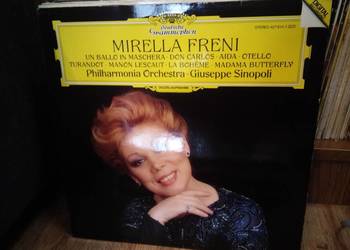 Deutsche
Grammophon
STEREO
DIGITAL
MIRELLA FRENI
UN BALLO IN MASCHERA · DON CARLOS · AIDA · OTELLO
TURANDOT · MANON LESCAUT · LA BOHÈME · MADAMA BUTTERFLY
Philharmonia Orchestra · Giuseppe Sinopoli